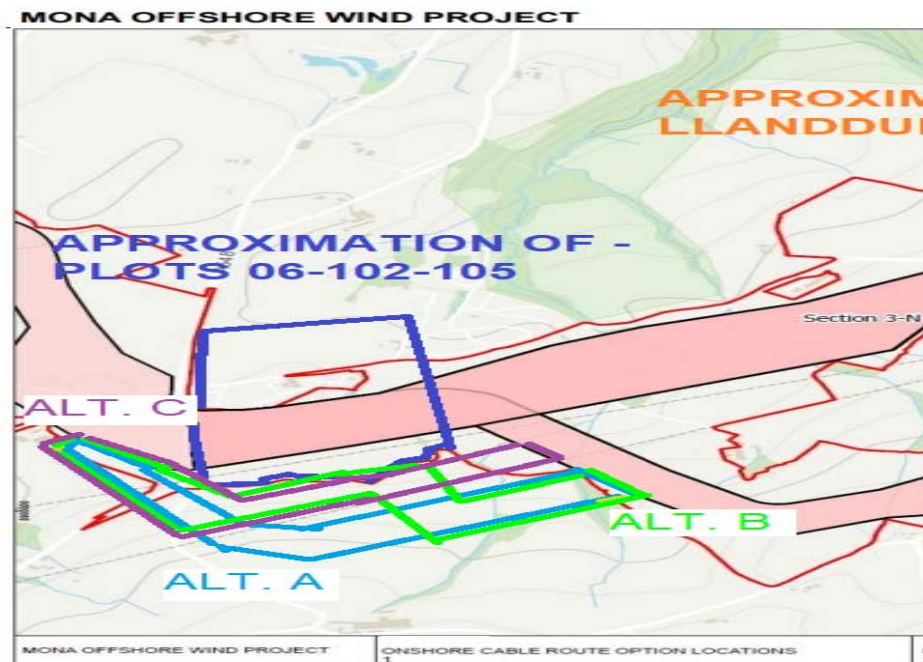 MONA OFFSHORE WIND PROJECT
APPROXIM
LLANDDU
APPROXIMATION OF -
PLOTS 06-102-105
Section 3-N
ALT. C
ALT. B
ALT. A
MONA OFFSHORE WIND PROJECT
ONSHORE CABLE ROUTE OPTION LOCATIONS
1